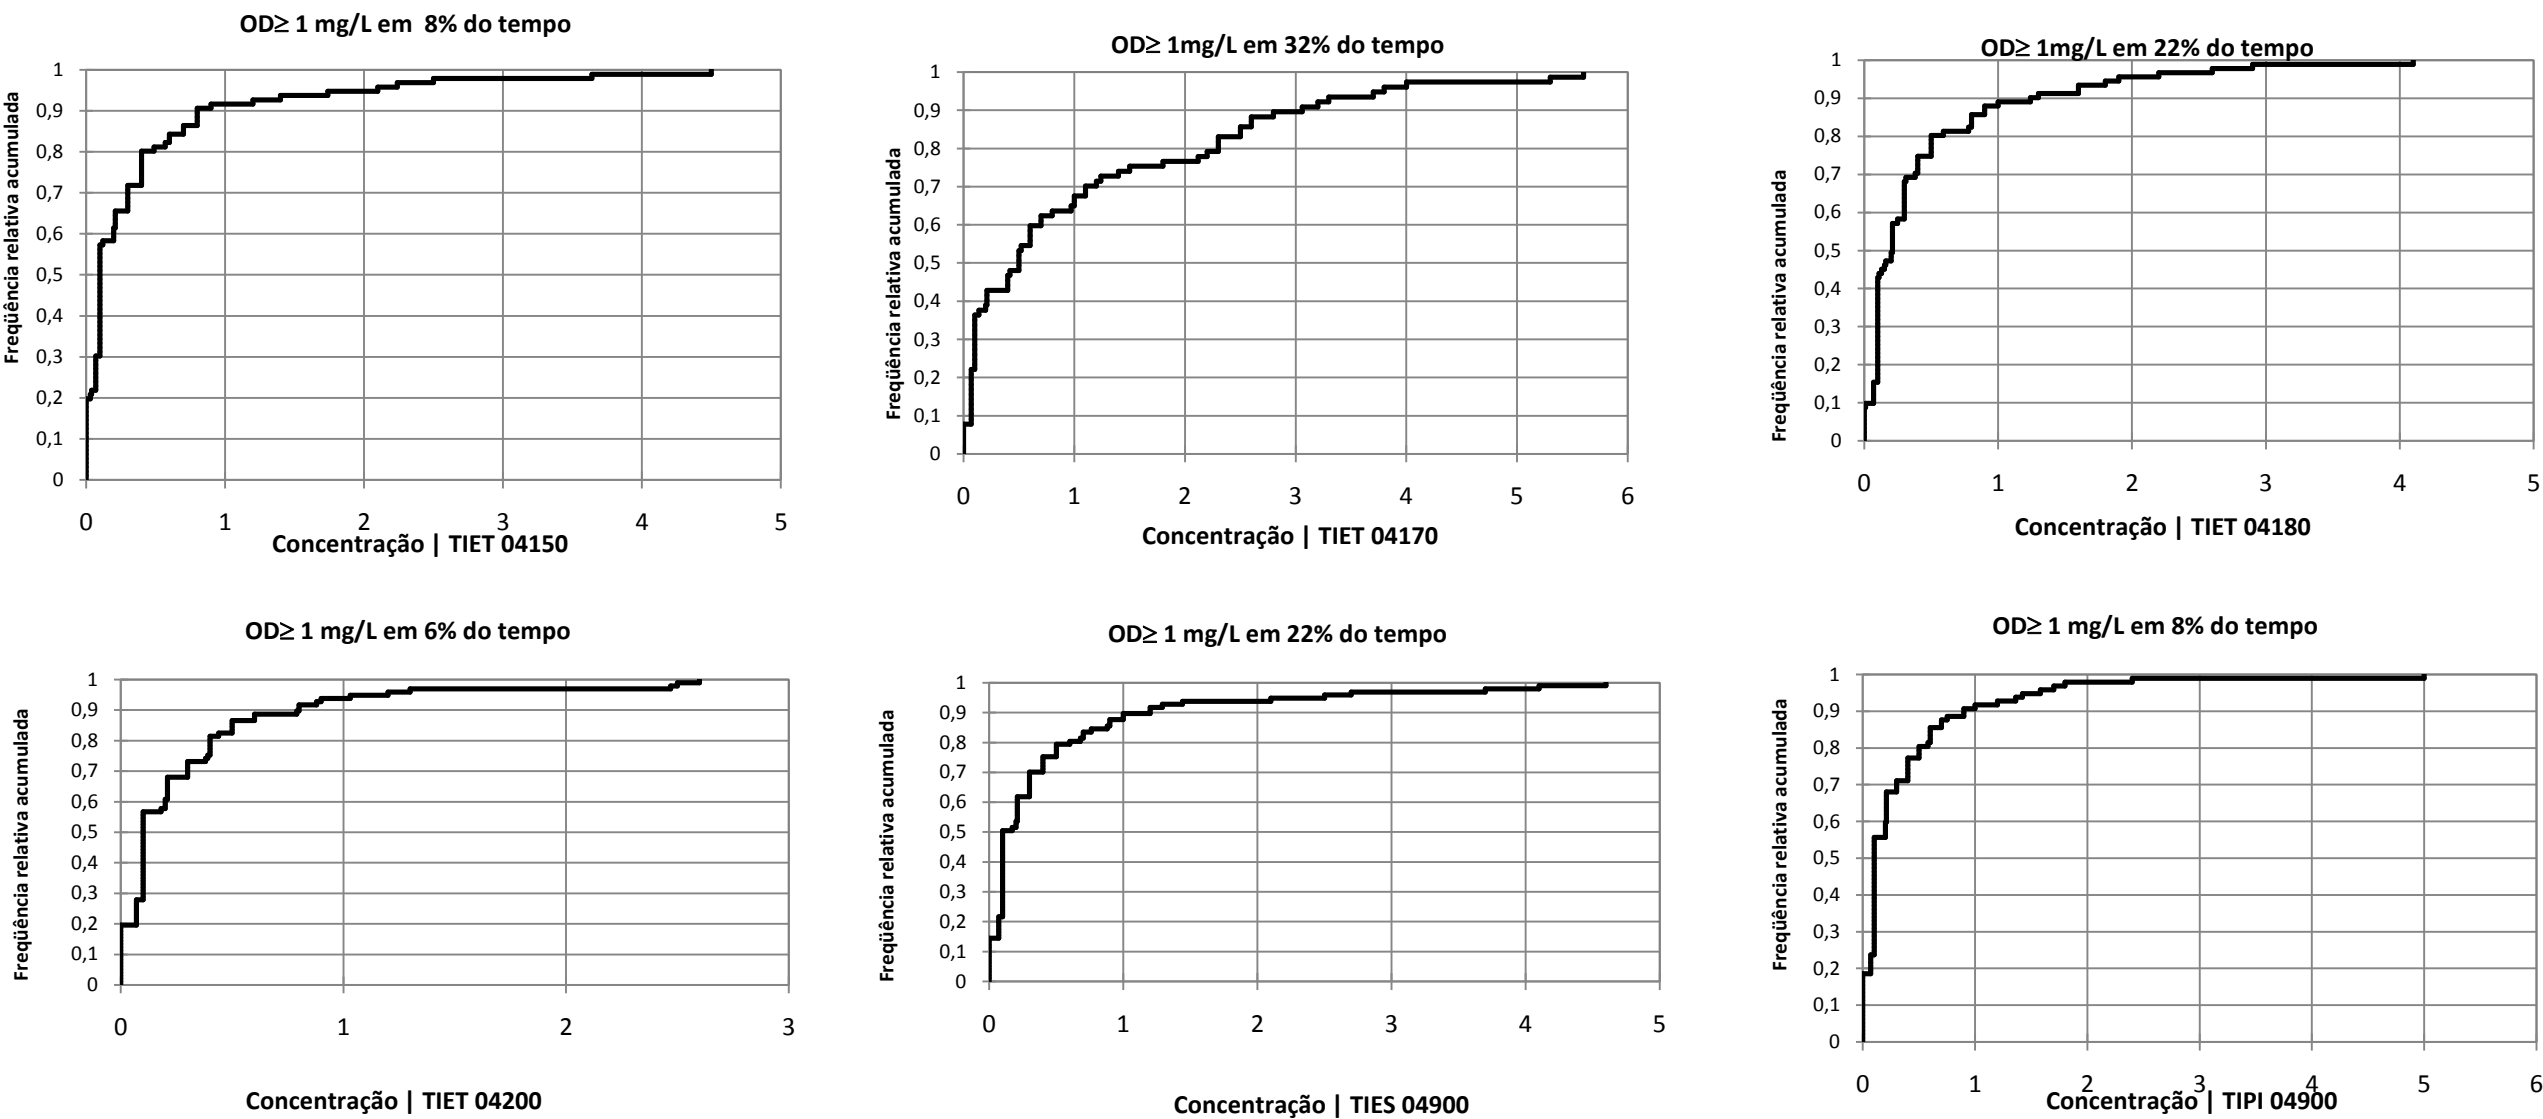 OD≥ 1 mg/L em 8% do tempo
Freqüência relativa acumulada
1
0,9
0,8
0,7
0,6
0,5
0,4
0,3
0,2
0,1
0
0 1 2 3 4 5
Concentração | TIET 04150
OD≥ 1mg/L em 32% do tempo
Freqüência relativa acumulada
1
0,9
0,8
0,7
0,6
0,5
0,4
0,3
0,2
0,1
0
0 1 2 3 4 5 6
Concentração | TIET 04170
OD≥ 1mg/L em 22% do tempo
Freqüência relativa acumulada
1
0,9
0,8
0,7
0,6
0,5
0,4
0,3
0,2
0,1
0
0 1 2 3 4 5
Concentração | TIET 04180
OD≥ 1 mg/L em 6% do tempo
Freqüência relativa acumulada
1
0,9
0,8
0,7
0,6
0,5
0,4
0,3
0,2
0,1
0
0 1 2 3
Concentração | TIET 04200
OD≥ 1 mg/L em 22% do tempo
Freqüência relativa acumulada
1
0,9
0,8
0,7
0,6
0,5
0,4
0,3
0,2
0,1
0
0 1 2 3 4 5
Concentração | TIES 04900
OD≥ 1 mg/L em 8% do tempo
Freqüência relativa acumulada
1
0,9
0,8
0,7
0,6
0,5
0,4
0,3
0,2
0,1
0
0 1 2 3 4 5 6
Concentração | TIPI 04900